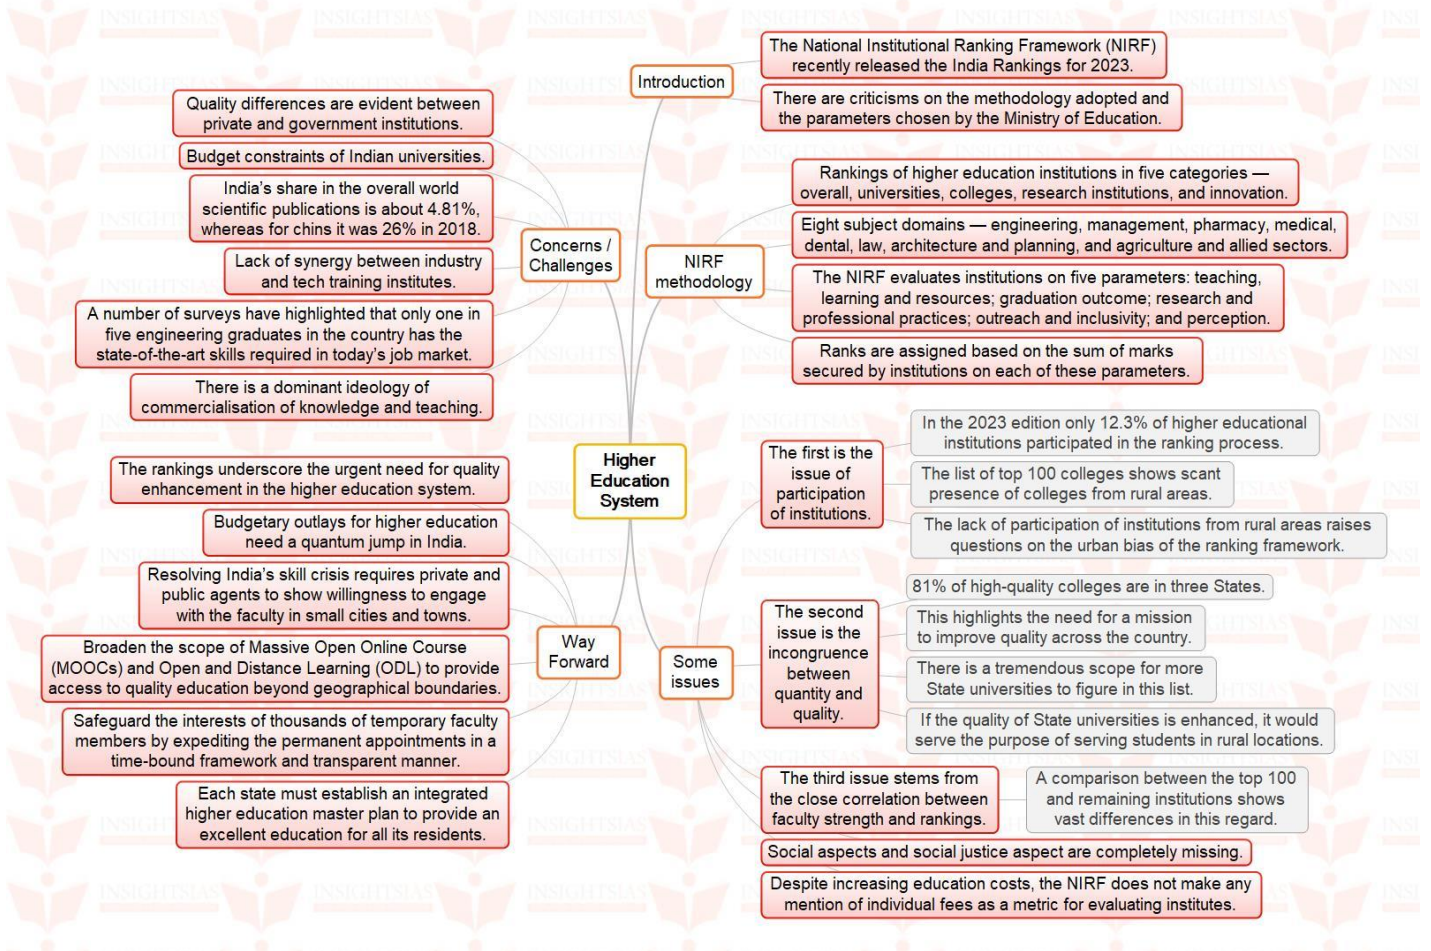 Higher
Education
System
Introduction
The National Institutional Ranking Framework (NIRF)
recently released the India Rankings for 2023.
There are criticisms on the methodology adopted and
the parameters chosen by the Ministry of Education.
NIRF
methodology
Rankings of higher education institutions in five categories —
overall, universities, colleges, research institutions, and innovation.
Eight subject domains — engineering, management, pharmacy, medical,
dental, law, architecture and planning, and agriculture and allied sectors.
The NIRF evaluates institutions on five parameters: teaching,
learning and resources; graduation outcome; research and
professional practices; outreach and inclusivity; and perception.
Ranks are assigned based on the sum of marks
secured by institutions on each of these parameters.
Some
issues
The first is the
issue of
participation
of institutions.
In the 2023 edition only 12.3% of higher educational
institutions participated in the ranking process.
The list of top 100 colleges shows scant
presence of colleges from rural areas.
The lack of participation of institutions from rural areas raises
questions on the urban bias of the ranking framework.
The second
issue is the
incongruence
between
quantity and
quality.
81% of high-quality colleges are in three States.
This highlights the need for a mission
to improve quality across the country.
There is a tremendous scope for more
State universities to figure in this list.
If the quality of State universities is enhanced, it would
serve the purpose of serving students in rural locations.
The third issue stems from
the close correlation between
faculty strength and rankings.
A comparison between the top 100
and remaining institutions shows
vast differences in this regard.
Social aspects and social justice aspect are completely missing.
Despite increasing education costs, the NIRF does not make any
mention of individual fees as a metric for evaluating institutes.
Concerns /
Challenges
Quality differences are evident between
private and government institutions.
Budget constraints of Indian universities.
India's share in the overall world
scientific publications is about 4.81%,
whereas for chins it was 26% in 2018.
Lack of synergy between industry
and tech training institutes.
A number of surveys have highlighted that only one in
five engineering graduates in the country has the
state-of-the-art skills required in today's job market.
There is a dominant ideology of
commercialisation of knowledge and teaching.
Way
Forward
The rankings underscore the urgent need for quality
enhancement in the higher education system.
Budgetary outlays for higher education
need a quantum jump in India.
Resolving India's skill crisis requires private and
public agents to show willingness to engage
with the faculty in small cities and towns.
Broaden the scope of Massive Open Online Course
(MOOCs) and Open and Distance Learning (ODL) to provide
access to quality education beyond geographical boundaries.
Safeguard the interests of thousands of temporary faculty
members by expediting the permanent appointments in a
time-bound framework and transparent manner.
Each state must establish an integrated
higher education master plan to provide an
excellent education for all its residents.
INSIGHTSIAS